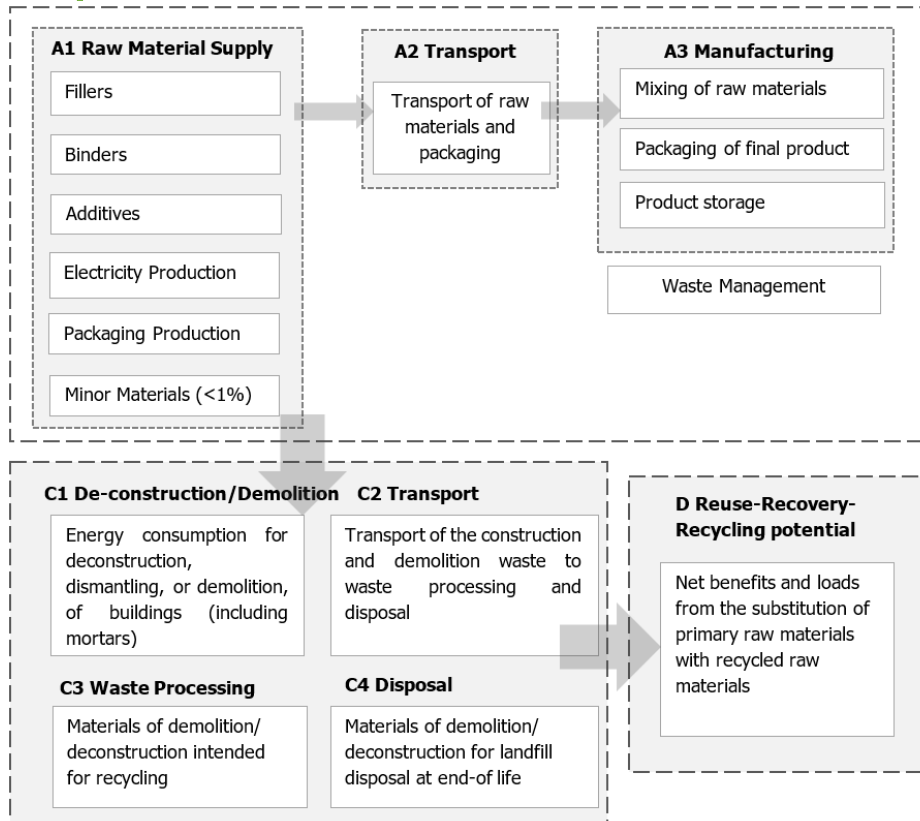 A1 Raw Material Supply
Fillers
Binders
Additives
Electricity Production
Packaging Production
Minor Materials (<1%)
A2 Transport
Transport of raw
materials and
packaging
A3 Manufacturing
Mixing of raw materials
Packaging of final product
Product storage
Waste Management
C1 De-construction/Demolition
Energy consumption for
deconstruction,
dismantling, or demolition,
of buildings (including
mortars)
C2 Transport
Transport of the construction
and demolition waste to
waste processing and
disposal
C3 Waste Processing
Materials of demolition/
deconstruction intended
for recycling
C4 Disposal
Materials of demolition/
deconstruction for landfill
disposal at end-of life
D Reuse-Recovery-
Recycling potential
Net benefits and loads
from the substitution of
primary raw materials
with recycled raw
materials